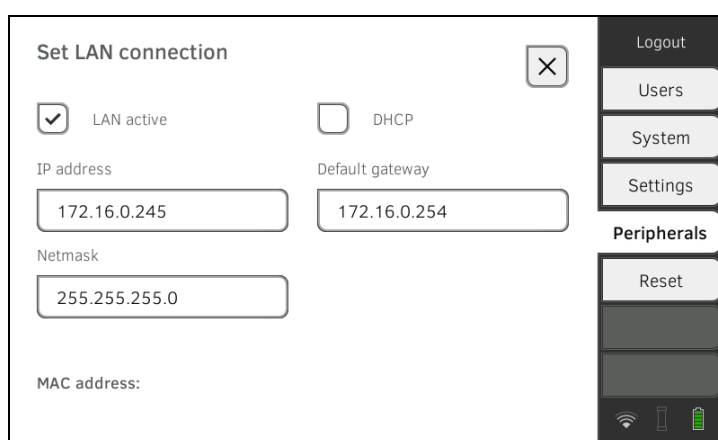 Set LAN connection
LAN active
DHCP
IP address
Default gateway
172.16.0.245
172.16.0.254
Netmask
255.255.255.0
MAC address:
Logout
Users
System
Settings
Peripherals
Reset